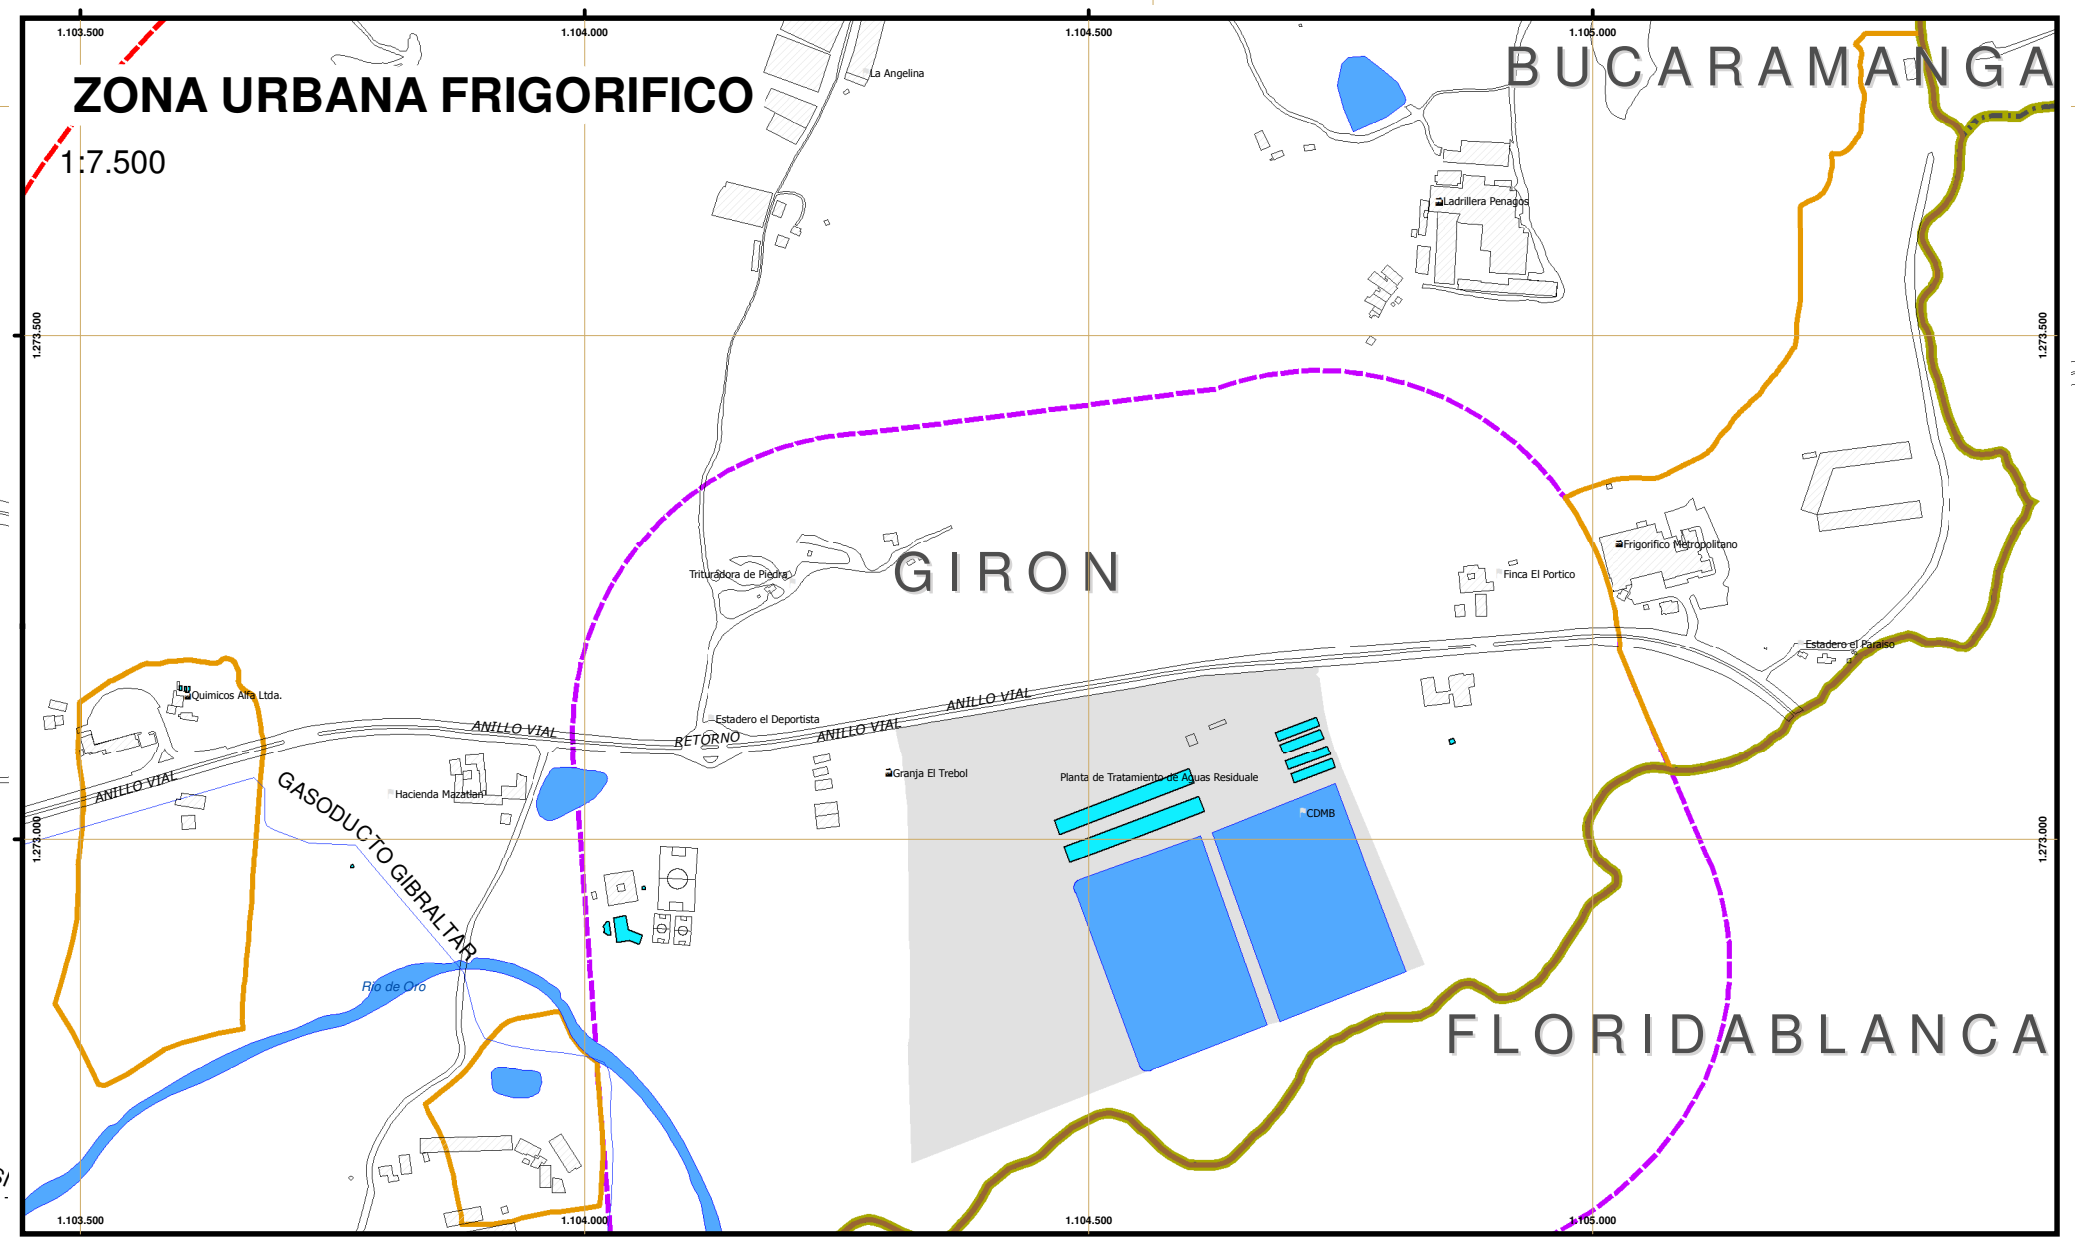 1.103.500
1.104.000
1.104.500
1.105.000
BUCARAMANGA
La Angelina
ZONA URBANA FRIGORIFICO
1:7.500
Ladrillera Penagos
1.273.500
1.273.500
Frigorifico Metropolitano
GIRON
Trituradora de Piedra
Finca El Portico
Estadero el Paraiso
Quimicos Alfa Ltda.
ANILLO VIAL
Estadero el Deportista
ANILLO VIAL
ANILLO VIAL
RETORNO
Granja El Trebol
Planta de Tratamiento de Aguas Residuale
ANILLO VIAL
Hacienda Mazatlan
GASODUCTO GIBRALTAR
CDMB
1.273.000
1.273.000
Rio de Oro
FLORIDABLANCA
1.103.500
1.104.000
1.104.500
1.105.000